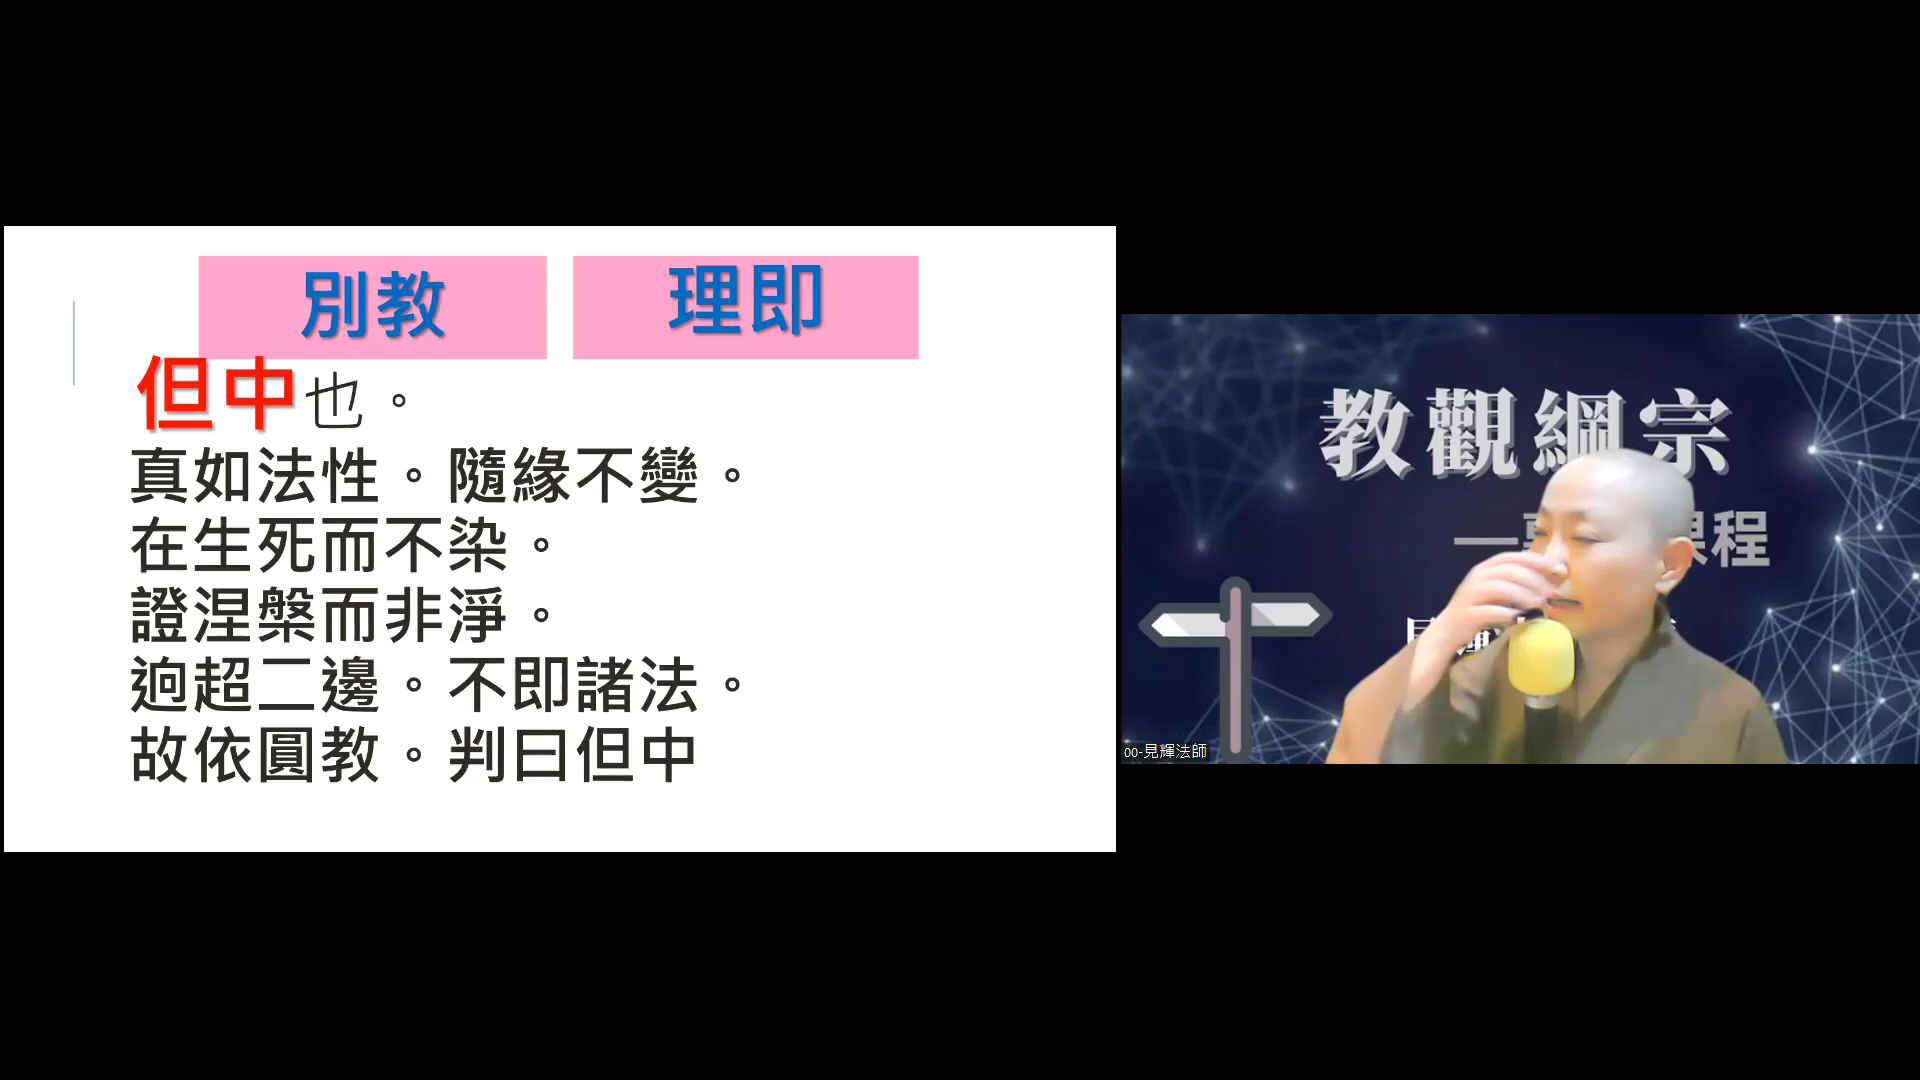 別教 理即
但中也。
真如法性。隨緣不變。
在生死而不染。
證涅槃而非淨。
迥超二邊。不即諸法。
故依圓教。判曰但中
教觀綱宗
程
oo-見輝法師